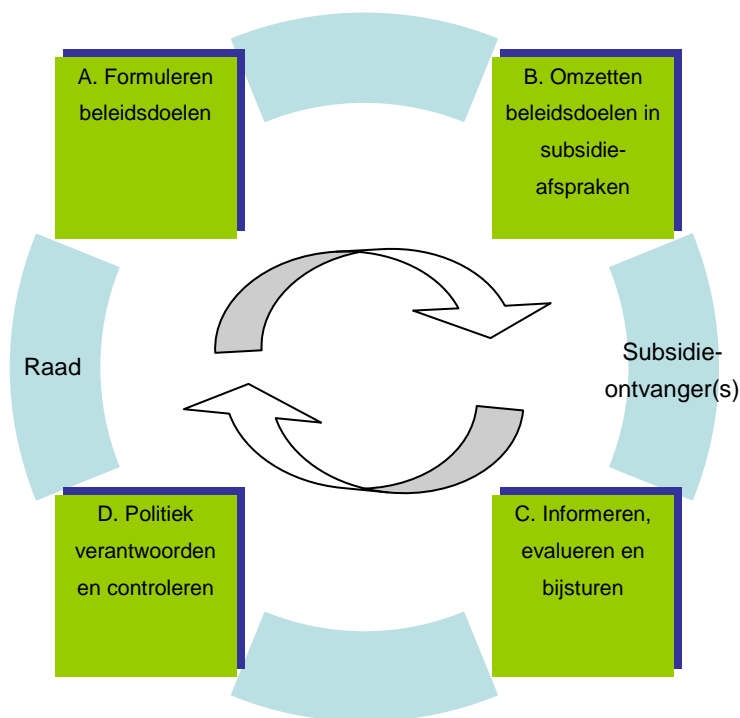 A. Formuleren
beleidsdoelen
B. Omzetten
beleidsdoelen in
subsidie-
afspraken
Raad
Subsidie-
ontvanger(s)
D. Politiek
verantwoorden
en controleren
C. Informeren,
evalueren en
bijsturen